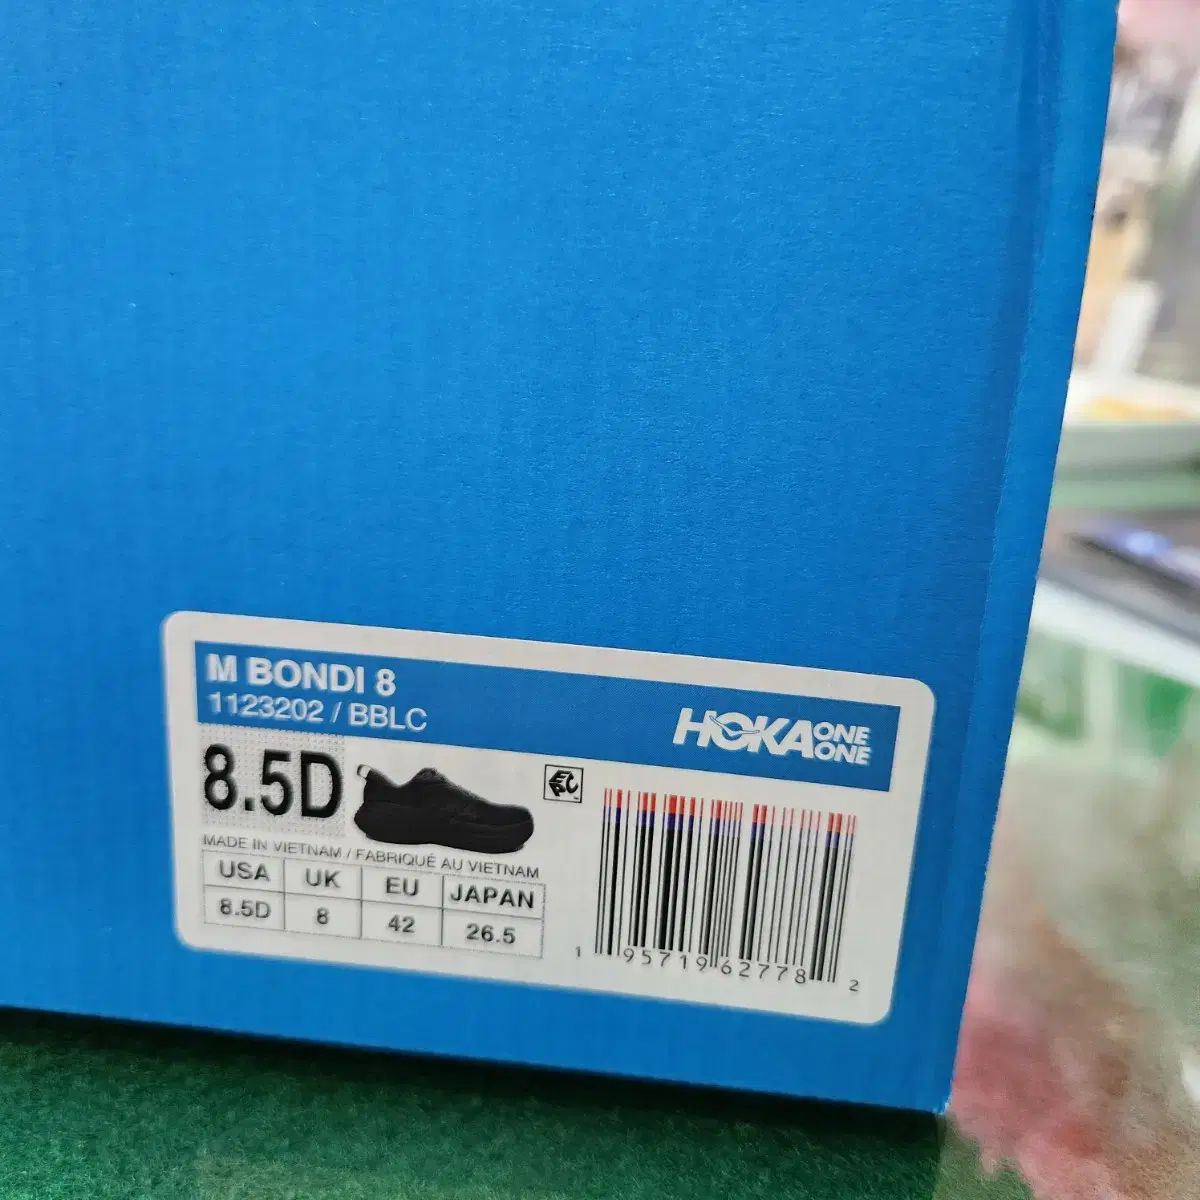 M BONDI 8
1123202 / BBLC
HOKA ONE ONE
8.5D
EPC
MADE IN VIETNAM / FABRIQUÉ AU VIETNAM
USA UK EU JAPAN
8.5D 8 42 26.5
1 95719 62778 2